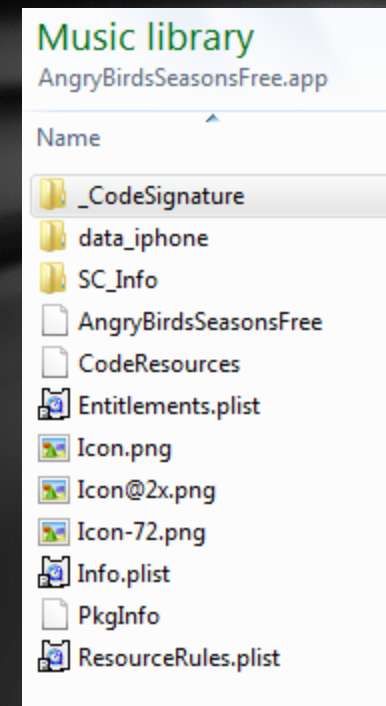 Music library
AngryBirdsSeasonsFree.app
Name
_CodeSignature
data_iphone
SC_Info
AngryBirdsSeasonsFree
CodeResources
Entitlements.plist
Icon.png
Icon@2x.png
Icon-72.png
Info.plist
PkgInfo
ResourceRules.plist